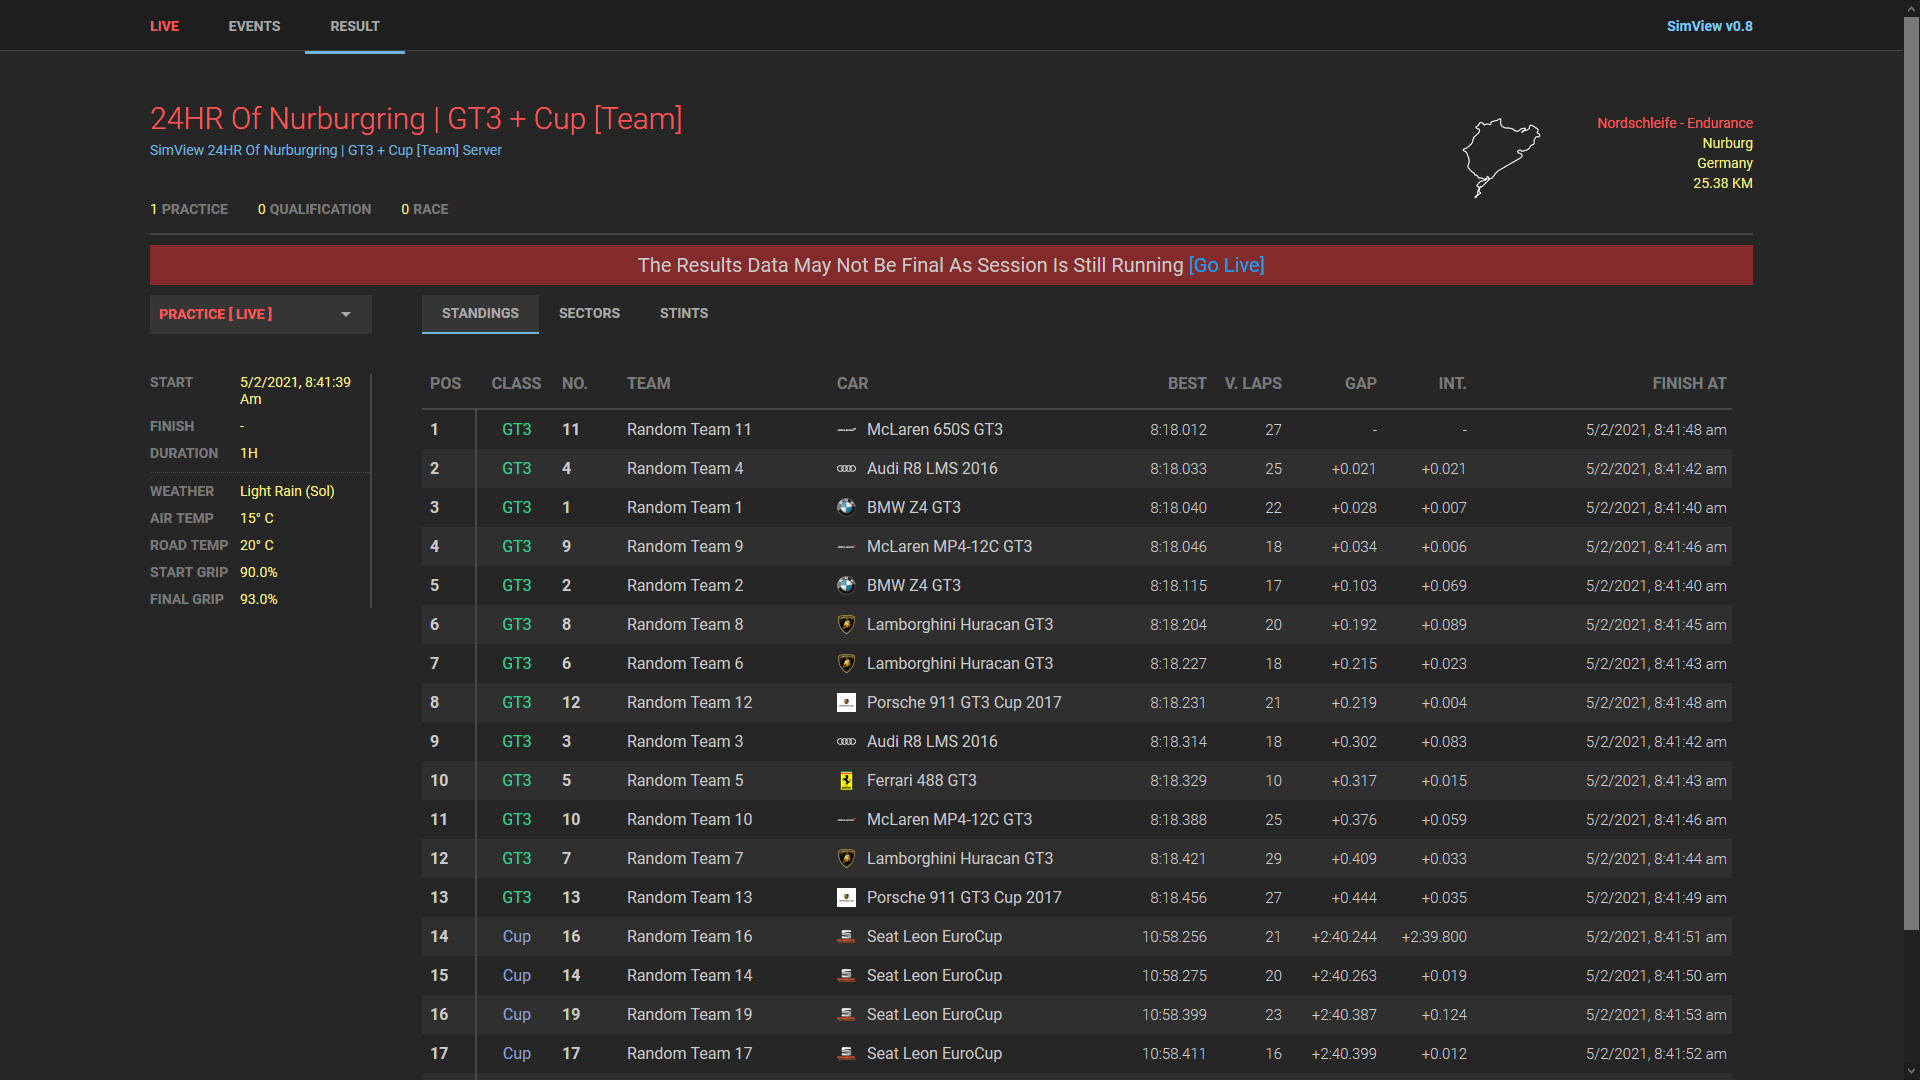 LIVE EVENTS RESULT SimView v0.8
24HR Of Nurburgring | GT3 + Cup [Team]
SimView 24HR Of Nurburgring | GT3 + Cup [Team] Server
Nordschleife - Endurance
Nurburg
Germany
25.38 KM
1 PRACTICE 0 QUALIFICATION 0 RACE
The Results Data May Not Be Final As Session Is Still Running [Go Live]
PRACTICE [ LIVE ]
STANDINGS SECTORS STINTS
START 5/2/2021, 8:41:39
Am
FINISH -
DURATION 1H
WEATHER Light Rain (Sol)
AIR TEMP 15° C
ROAD TEMP 20° C
START GRIP 90.0%
FINAL GRIP 93.0%
POS CLASS NO. TEAM CAR BEST V. LAPS GAP INT. FINISH AT
1 GT3 11 Random Team 11 McLaren 650S GT3 8:18.012 27 - - 5/2/2021, 8:41:48 am
2 GT3 4 Random Team 4 Audi R8 LMS 2016 8:18.033 25 +0.021 +0.021 5/2/2021, 8:41:42 am
3 GT3 1 Random Team 1 BMW Z4 GT3 8:18.040 22 +0.028 +0.007 5/2/2021, 8:41:40 am
4 GT3 9 Random Team 9 McLaren MP4-12C GT3 8:18.046 18 +0.034 +0.006 5/2/2021, 8:41:46 am
5 GT3 2 Random Team 2 BMW Z4 GT3 8:18.115 17 +0.103 +0.069 5/2/2021, 8:41:40 am
6 GT3 8 Random Team 8 Lamborghini Huracan GT3 8:18.204 20 +0.192 +0.089 5/2/2021, 8:41:45 am
7 GT3 6 Random Team 6 Lamborghini Huracan GT3 8:18.227 18 +0.215 +0.023 5/2/2021, 8:41:43 am
8 GT3 12 Random Team 12 Porsche 911 GT3 Cup 2017 8:18.231 21 +0.219 +0.004 5/2/2021, 8:41:48 am
9 GT3 3 Random Team 3 Audi R8 LMS 2016 8:18.314 18 +0.302 +0.083 5/2/2021, 8:41:42 am
10 GT3 5 Random Team 5 Ferrari 488 GT3 8:18.329 10 +0.317 +0.015 5/2/2021, 8:41:43 am
11 GT3 10 Random Team 10 McLaren MP4-12C GT3 8:18.388 25 +0.376 +0.059 5/2/2021, 8:41:46 am
12 GT3 7 Random Team 7 Lamborghini Huracan GT3 8:18.421 29 +0.409 +0.033 5/2/2021, 8:41:44 am
13 GT3 13 Random Team 13 Porsche 911 GT3 Cup 2017 8:18.456 27 +0.444 +0.035 5/2/2021, 8:41:49 am
14 Cup 16 Random Team 16 Seat Leon EuroCup 10:58.256 21 +2:40.244 +2:39.800 5/2/2021, 8:41:51 am
15 Cup 14 Random Team 14 Seat Leon EuroCup 10:58.275 20 +2:40.263 +0.019 5/2/2021, 8:41:50 am
16 Cup 19 Random Team 19 Seat Leon EuroCup 10:58.399 23 +2:40.387 +0.124 5/2/2021, 8:41:53 am
17 Cup 17 Random Team 17 Seat Leon EuroCup 10:58.411 16 +2:40.399 +0.012 5/2/2021, 8:41:52 am